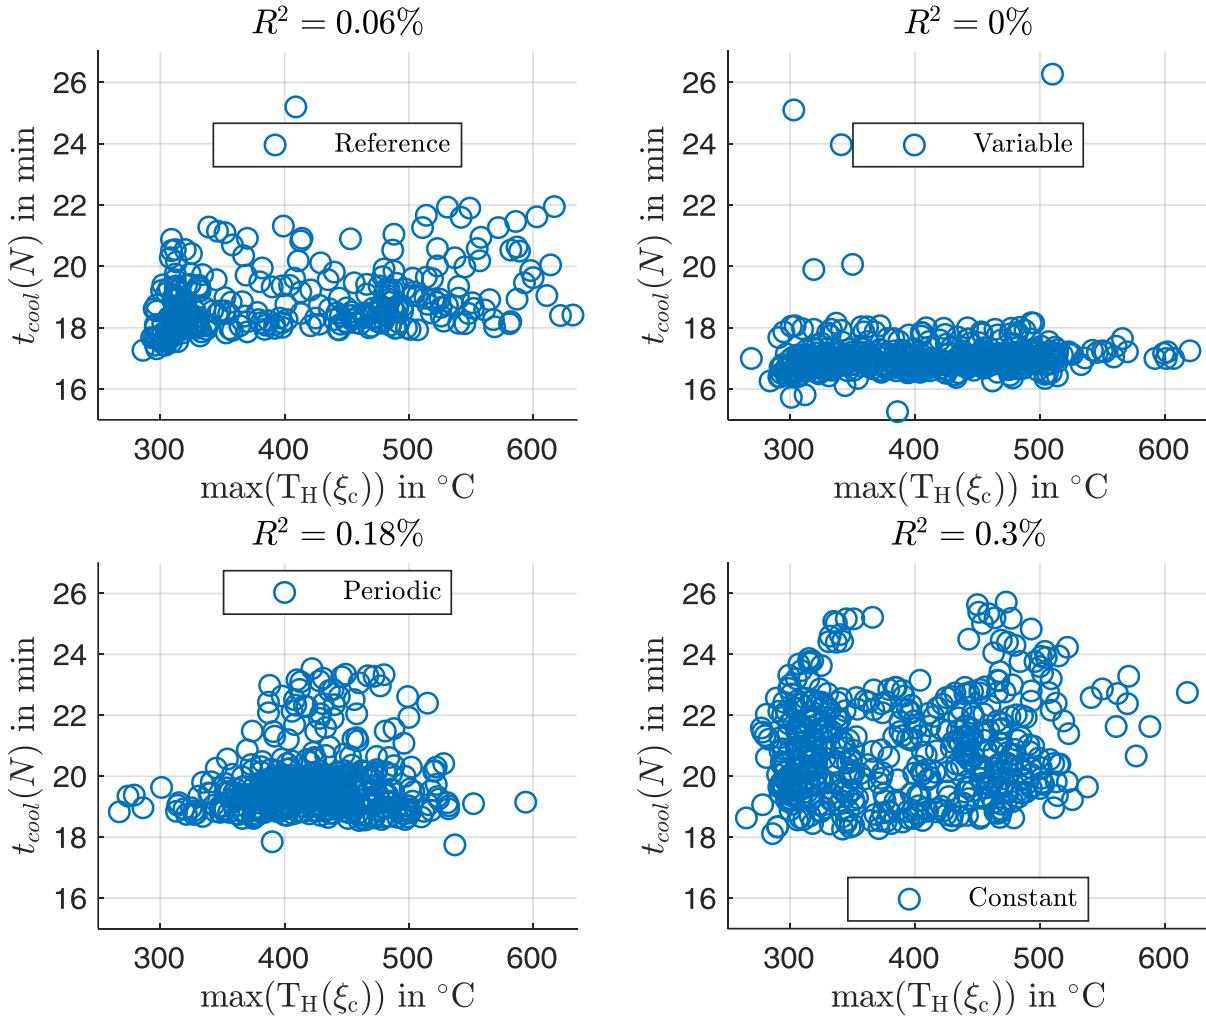 R² = 0.06%
26
24
22
20
18
16
t_cool(N) in min
Reference
300 400 500 600
max(T_H(ξ_c)) in °C
R² = 0%
26
24
22
20
18
16
t_cool(N) in min
Variable
300 400 500 600
max(T_H(ξ_c)) in °C
R² = 0.18%
26
24
22
20
18
16
t_cool(N) in min
Periodic
300 400 500 600
max(T_H(ξ_c)) in °C
R² = 0.3%
26
24
22
20
18
16
t_cool(N) in min
Constant
300 400 500 600
max(T_H(ξ_c)) in °C